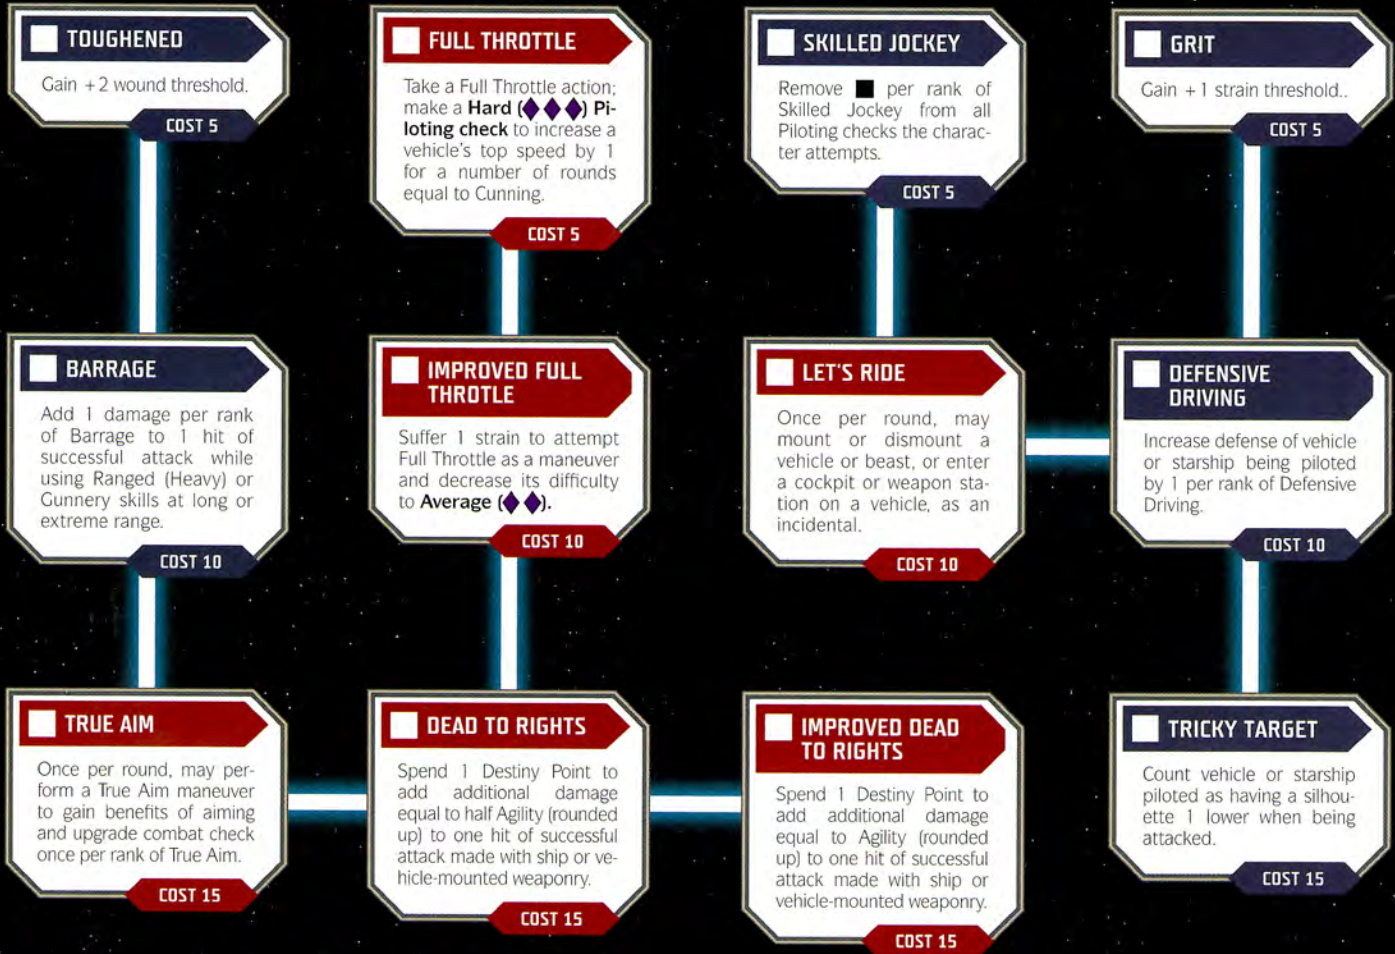 TOUGHENED
Gain +2 wound threshold.
COST 5
FULL THROTTLE
Take a Full Throttle action;
make a Hard (◆◆◆) Pi-
loting check to increase a
vehicle's top speed by 1
for a number of rounds
equal to Cunning.
COST 5
SKILLED JOCKEY
Remove ■ per rank of
Skilled Jockey from all
Piloting checks the charac-
ter attempts.
COST 5
GRIT
Gain +1 strain threshold..
COST 5
BARRAGE
Add 1 damage per rank
of Barrage to 1 hit of
successful attack while
using Ranged (Heavy) or
Gunnery skills at long or
extreme range.
COST 10
IMPROVED FULL
THROTLE
Suffer 1 strain to attempt
Full Throttle as a maneuver
and decrease its difficulty
to Average (◆◆).
COST 10
LET'S RIDE
Once per round, may
mount or dismount a
vehicle or beast, or enter
a cockpit or weapon sta-
tion on a vehicle, as an
incidental.
COST 10
DEFENSIVE
DRIVING
Increase defense of vehicle
or starship being piloted
by 1 per rank of Defensive
Driving.
COST 10
TRUE AIM
Once per round, may per-
form a True Aim maneuver
to gain benefits of aiming
and upgrade combat check
once per rank of True Aim.
COST 15
DEAD TO RIGHTS
Spend 1 Destiny Point to
add additional damage
equal to half Agility (rounded
up) to one hit of successful
attack made with ship or ve-
hicle-mounted weaponry.
COST 15
IMPROVED DEAD
TO RIGHTS
Spend 1 Destiny Point to
add additional damage
equal to Agility (rounded
up) to one hit of successful
attack made with ship or
vehicle-mounted weaponry.
COST 15
TRICKY TARGET
Count vehicle or starship
piloted as having a silhou-
ette 1 lower when being
attacked.
COST 15